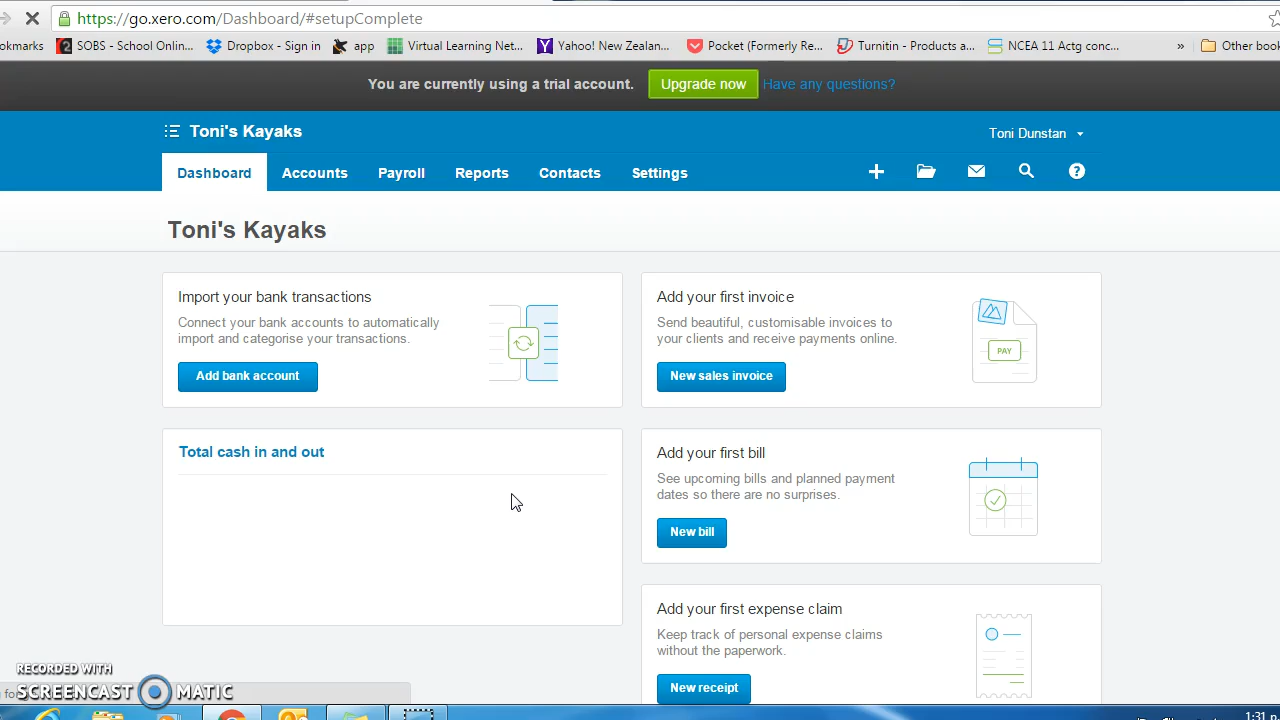 https://go.xero.com/Dashboard/#setupComplete
okmarks SOBS - School Onlin... Dropbox - Sign in app Virtual Learning Net... Yahoo! New Zealan... Pocket (Formerly Re... Turnitin - Products a... NCEA 11 Actg conc... » Other book
You are currently using a trial account. Upgrade now Have any questions?
Toni's Kayaks
Toni Dunstan
Dashboard Accounts Payroll Reports Contacts Settings
Toni's Kayaks
Import your bank transactions
Connect your bank accounts to automatically
import and categorise your transactions.
Add bank account
Add your first invoice
Send beautiful, customisable invoices to
your clients and receive payments online.
New sales invoice
PAY
Total cash in and out
Add your first bill
See upcoming bills and planned payment
dates so there are no surprises.
New bill
Add your first expense claim
Keep track of personal expense claims
without the paperwork.
New receipt
RECORDED WITH
SCREENCAST MATIC
1:31